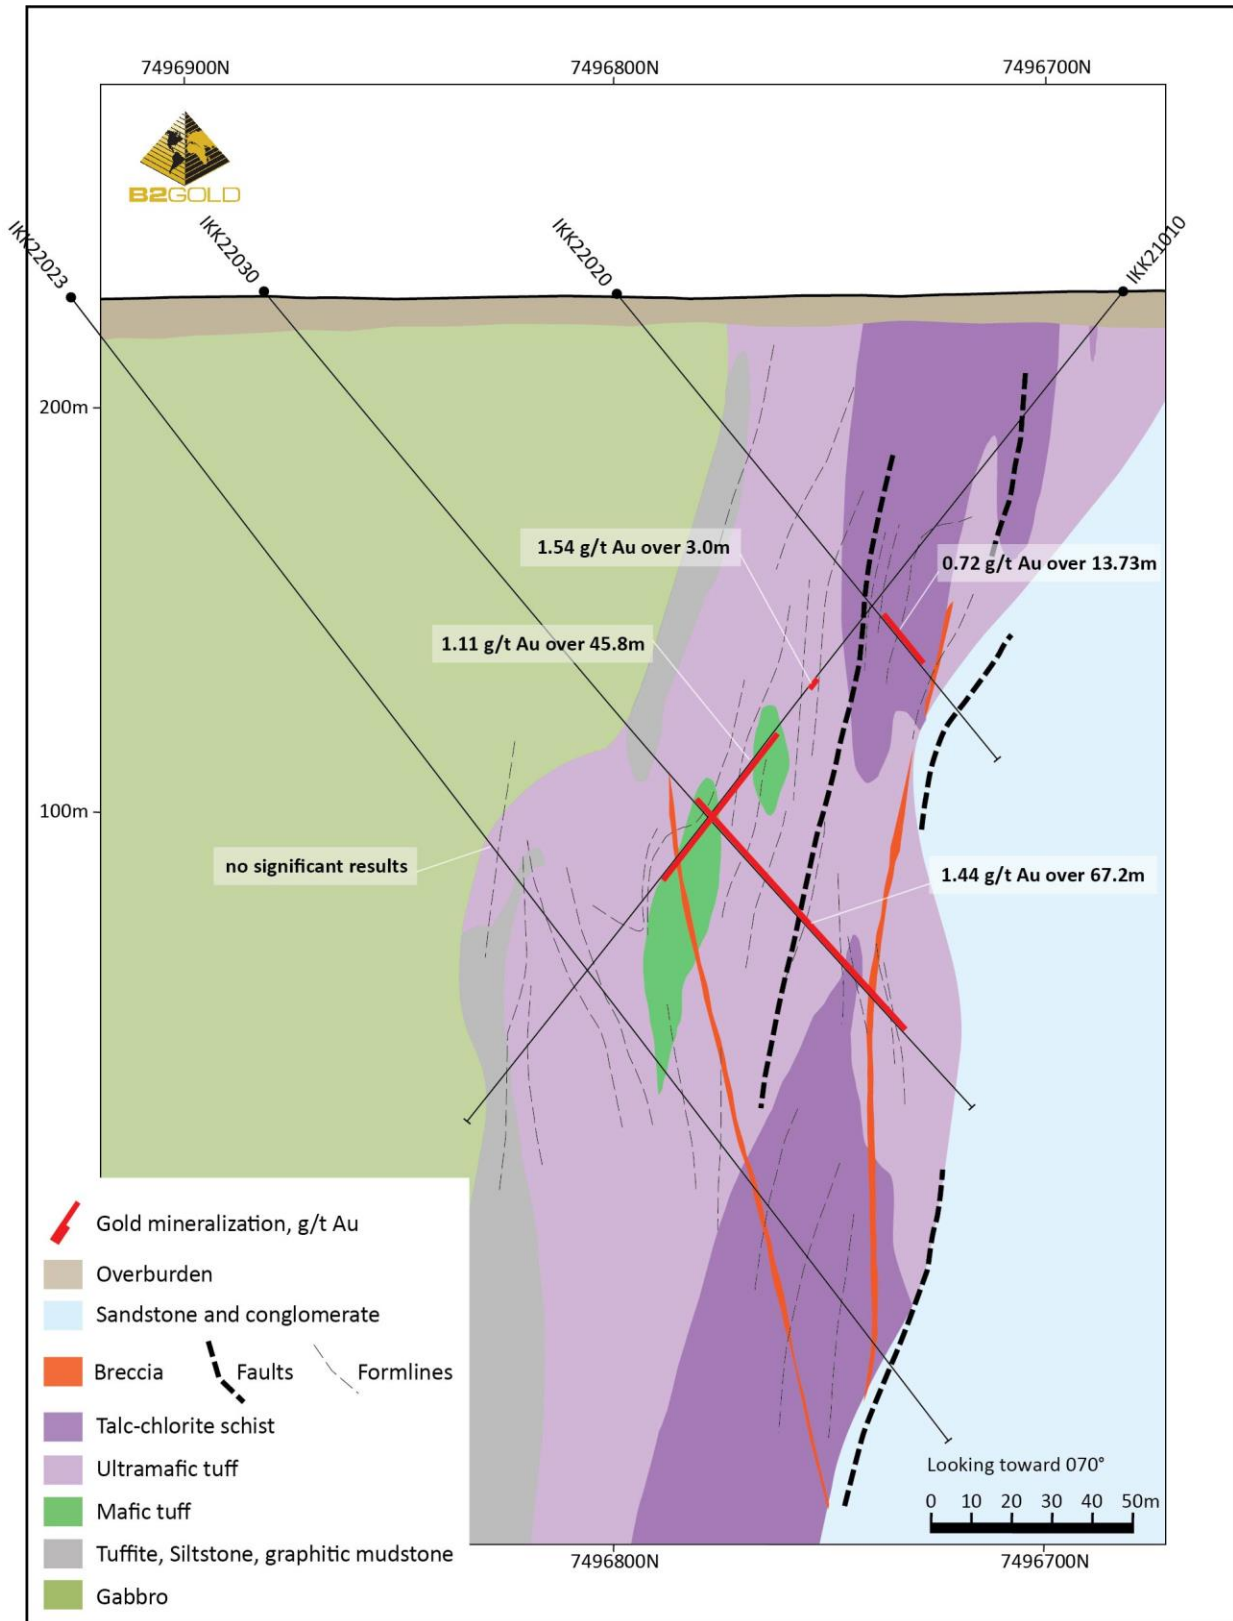 7496900N
7496800N
7496700N
B2GOLD
IKK22023
IKK22030
IKK22020
IKK21010
200m
1.54 g/t Au over 3.0m
0.72 g/t Au over 13.73m
1.11 g/t Au over 45.8m
100m
no significant results
1.44 g/t Au over 67.2m
Gold mineralization, g/t Au
Overburden
Sandstone and conglomerate
Breccia
Faults
Formlines
Talc-chlorite schist
Ultramafic tuff
Mafic tuff
Tuffite, Siltstone, graphitic mudstone
Gabbro
Looking toward 070°
0 10 20 30 40 50m
7496800N
7496700N